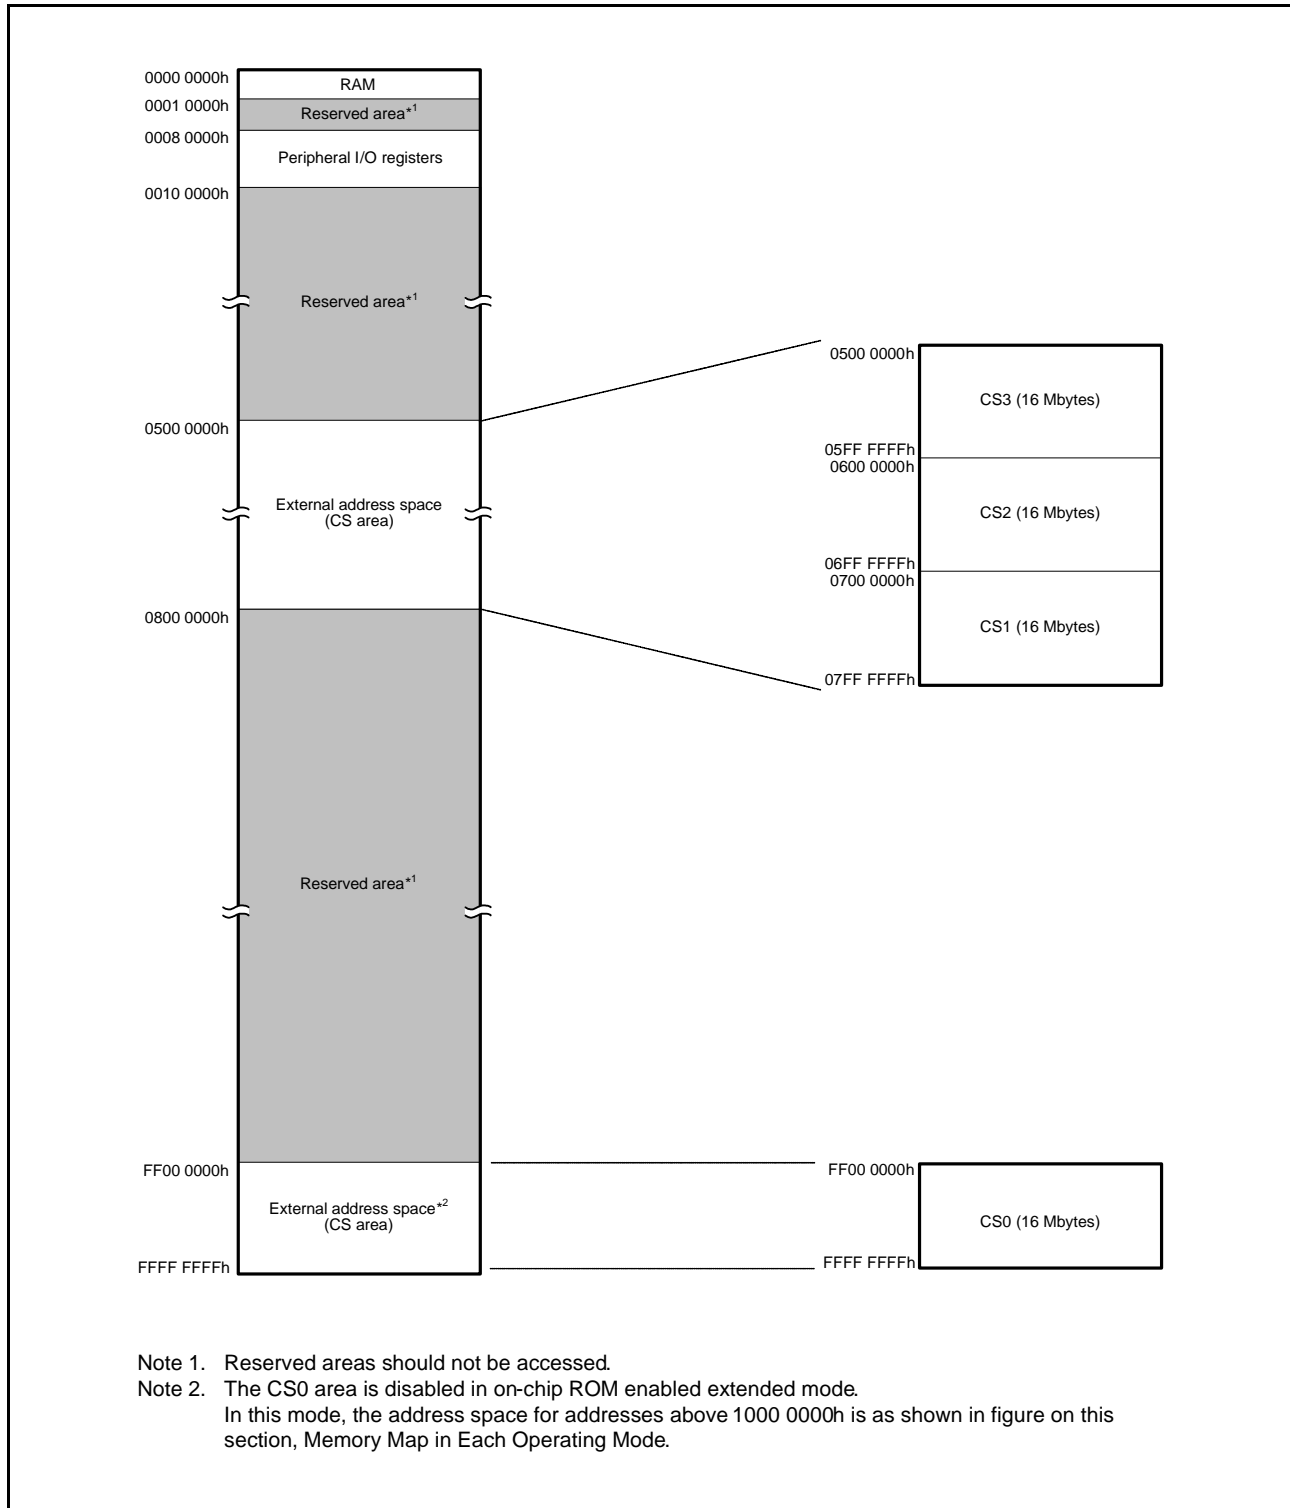 0000 0000h
RAM
0001 0000h
Reserved area*1
0008 0000h
Peripheral I/O registers
0010 0000h
Reserved area*1
0500 0000h
External address space
(CS area)
0800 0000h
Reserved area*1
FF00 0000h
External address space*2
(CS area)
FFFF FFFFh
0500 0000h
CS3 (16 Mbytes)
05FF FFFFh
0600 0000h
CS2 (16 Mbytes)
06FF FFFFh
0700 0000h
CS1 (16 Mbytes)
07FF FFFFh
FF00 0000h
CS0 (16 Mbytes)
FFFF FFFFh
Note 1. Reserved areas should not be accessed.
Note 2. The CS0 area is disabled in on-chip ROM enabled extended mode.
In this mode, the address space for addresses above 1000 0000h is as shown in figure on this
section, Memory Map in Each Operating Mode.